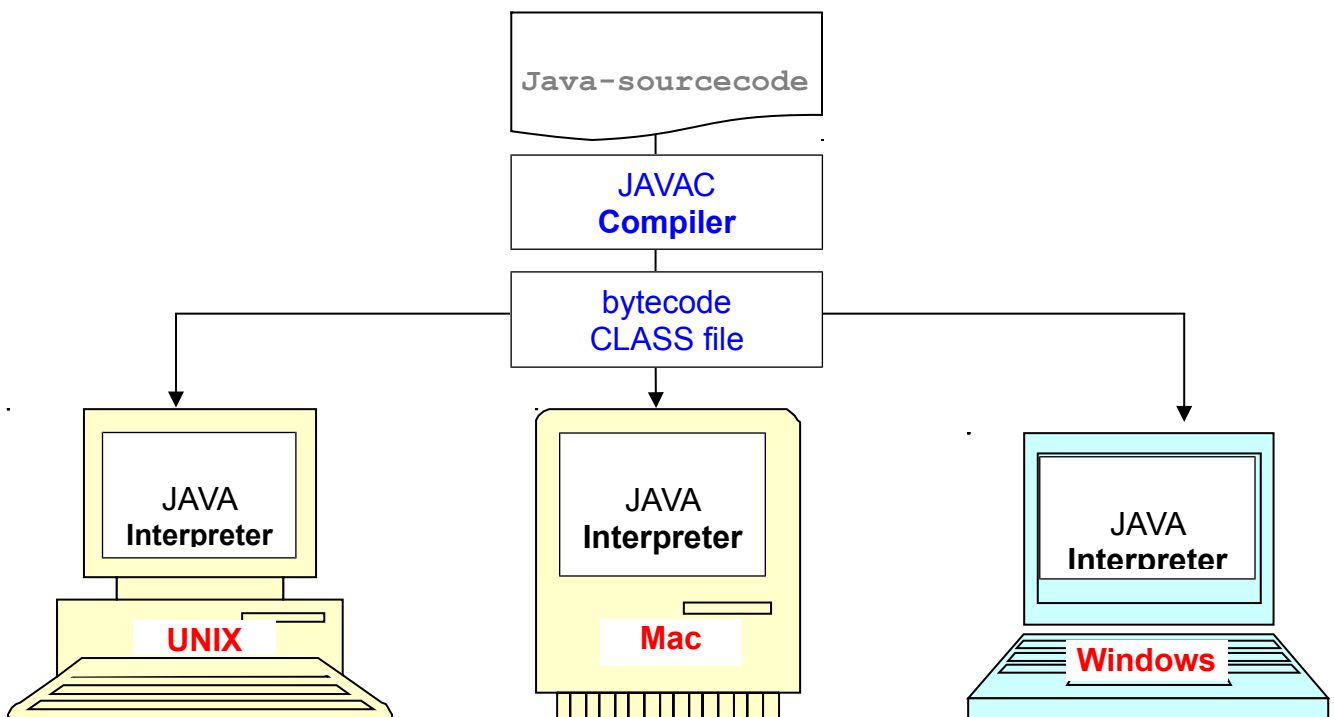 Java-sourcecode
JAVAC
Compiler
bytecode
CLASS file
JAVA
Interpreter
UNIX
JAVA
Interpreter
Mac
JAVA
Interpreter
Windows